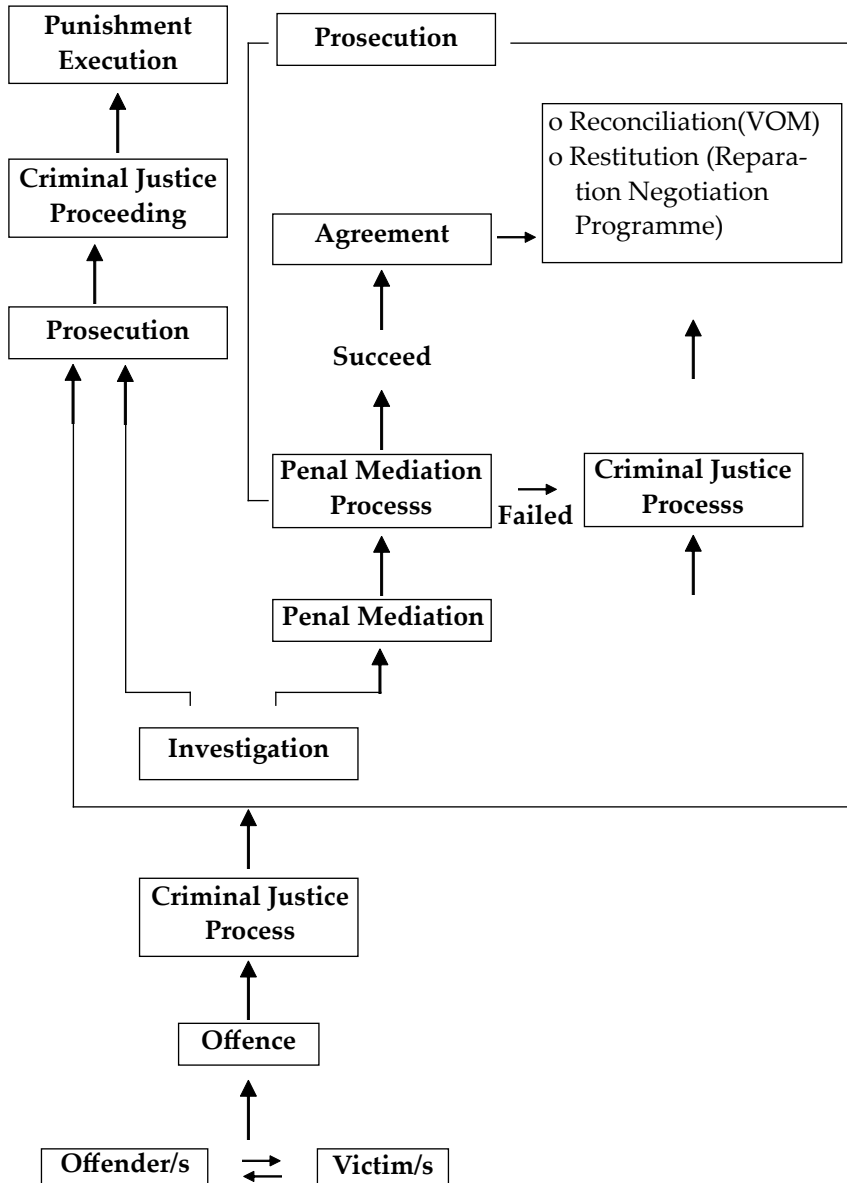 Punishment
Execution
Prosecution
o Reconciliation(VOM)
o Restitution (Repara-
tion Negotiation
Programme)
Criminal Justice
Proceeding
Agreement
Prosecution
Succeed
Penal Mediation
Processs
Failed
Criminal Justice
Processs
Penal Mediation
Investigation
Criminal Justice
Process
Offence
Offender/s
Victim/s